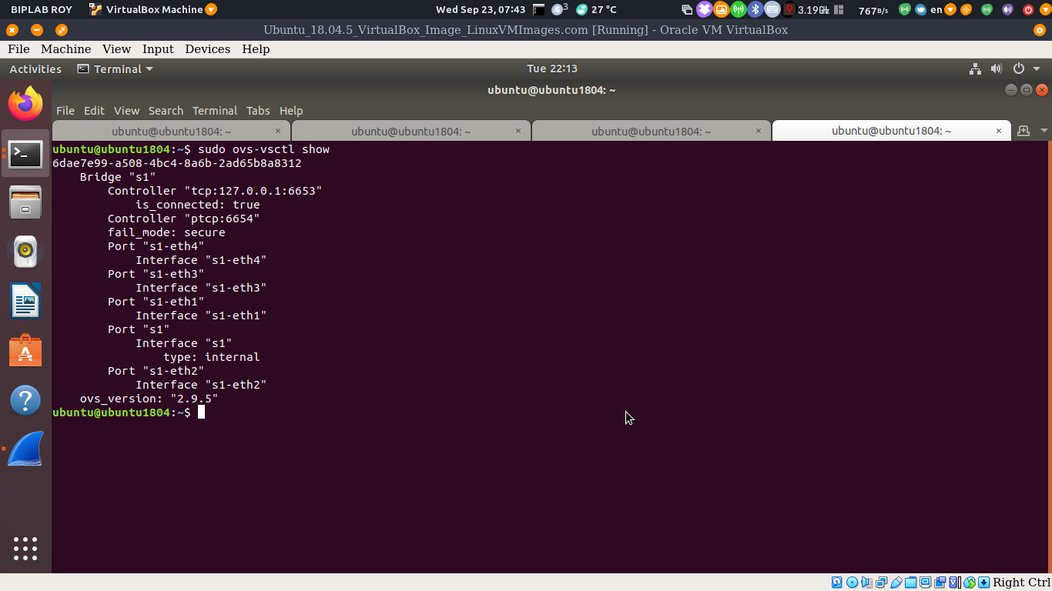 BIPLAB ROY VirtualBox Machine Wed Sep 23, 07:43 3 27 °C 3.19GHz 767B/s en
Ubuntu_18.04.5_VirtualBox_Image_LinuxVMImages.com [Running] - Oracle VM VirtualBox
File Machine View Input Devices Help
Activities Terminal Tue 22:13
ubuntu@ubuntu1804: ~
File Edit View Search Terminal Tabs Help
ubuntu@ubuntu1804: ~ × ubuntu@ubuntu1804: ~ × ubuntu@ubuntu1804: ~ × ubuntu@ubuntu1804: ~ ×
ubuntu@ubuntu1804:~$ sudo ovs-vsctl show
6dae7e99-a508-4bc4-8a6b-2ad65b8a8312
    Bridge "s1"
        Controller "tcp:127.0.0.1:6653"
            is_connected: true
        Controller "ptcp:6654"
        fail_mode: secure
        Port "s1-eth4"
            Interface "s1-eth4"
        Port "s1-eth3"
            Interface "s1-eth3"
        Port "s1-eth1"
            Interface "s1-eth1"
        Port "s1"
            Interface "s1"
                type: internal
        Port "s1-eth2"
            Interface "s1-eth2"
    ovs_version: "2.9.5"
ubuntu@ubuntu1804:~$
Right Ctrl